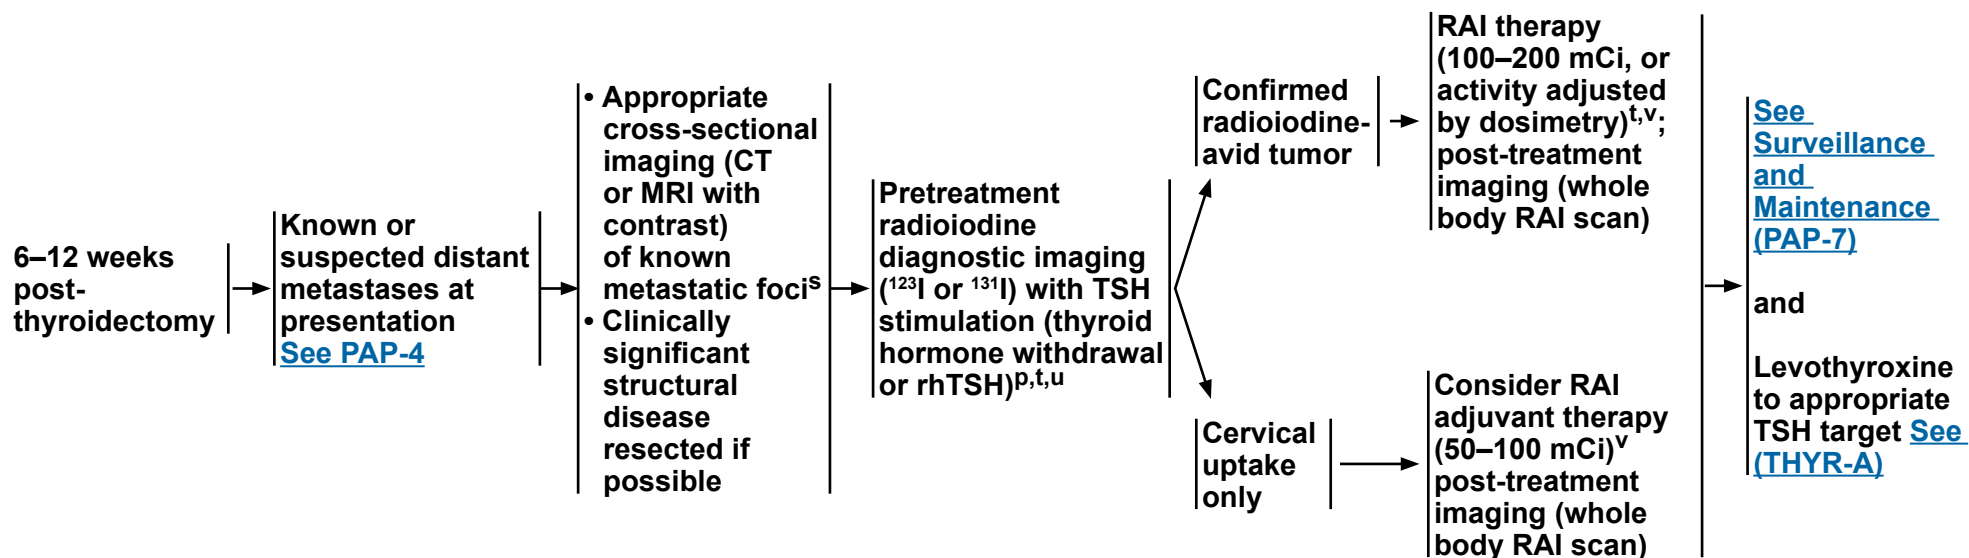 6–12 weeks
post-
thyroidectomy
Known or
suspected distant
metastases at
presentation
See PAP-4
• Appropriate
cross-sectional
imaging (CT
or MRI with
contrast)
of known
metastatic fociˢ
• Clinically
significant
structural
disease
resected if
possible
Pretreatment
radioiodine
diagnostic imaging
(¹²³I or ¹³¹I) with TSH
stimulation (thyroid
hormone withdrawal
or rhTSH)ᵖ,ᵗ,ᵘ
Confirmed
radioiodine-
avid tumor
RAI therapy
(100–200 mCi, or
activity adjusted
by dosimetry)ᵗ,ᵛ;
post-treatment
imaging (whole
body RAI scan)
Cervical
uptake
only
Consider RAI
adjuvant therapy
(50–100 mCi)ᵛ
post-treatment
imaging (whole
body RAI scan)
See
Surveillance
and
Maintenance
(PAP-7)
and
Levothyroxine
to appropriate
TSH target See
(THYR-A)